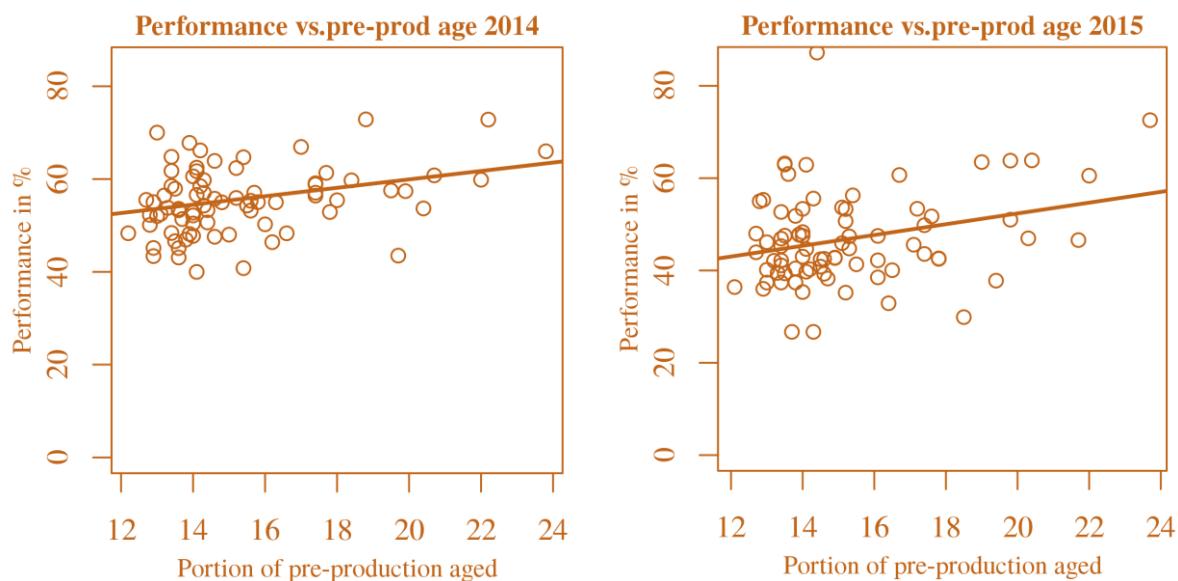 Performance vs.pre-prod age 2014
Performance in %
80
60
40
20
0
12 14 16 18 20 22 24
Portion of pre-production aged
Performance vs.pre-prod age 2015
Performance in %
80
60
40
20
0
12 14 16 18 20 22 24
Portion of pre-production aged